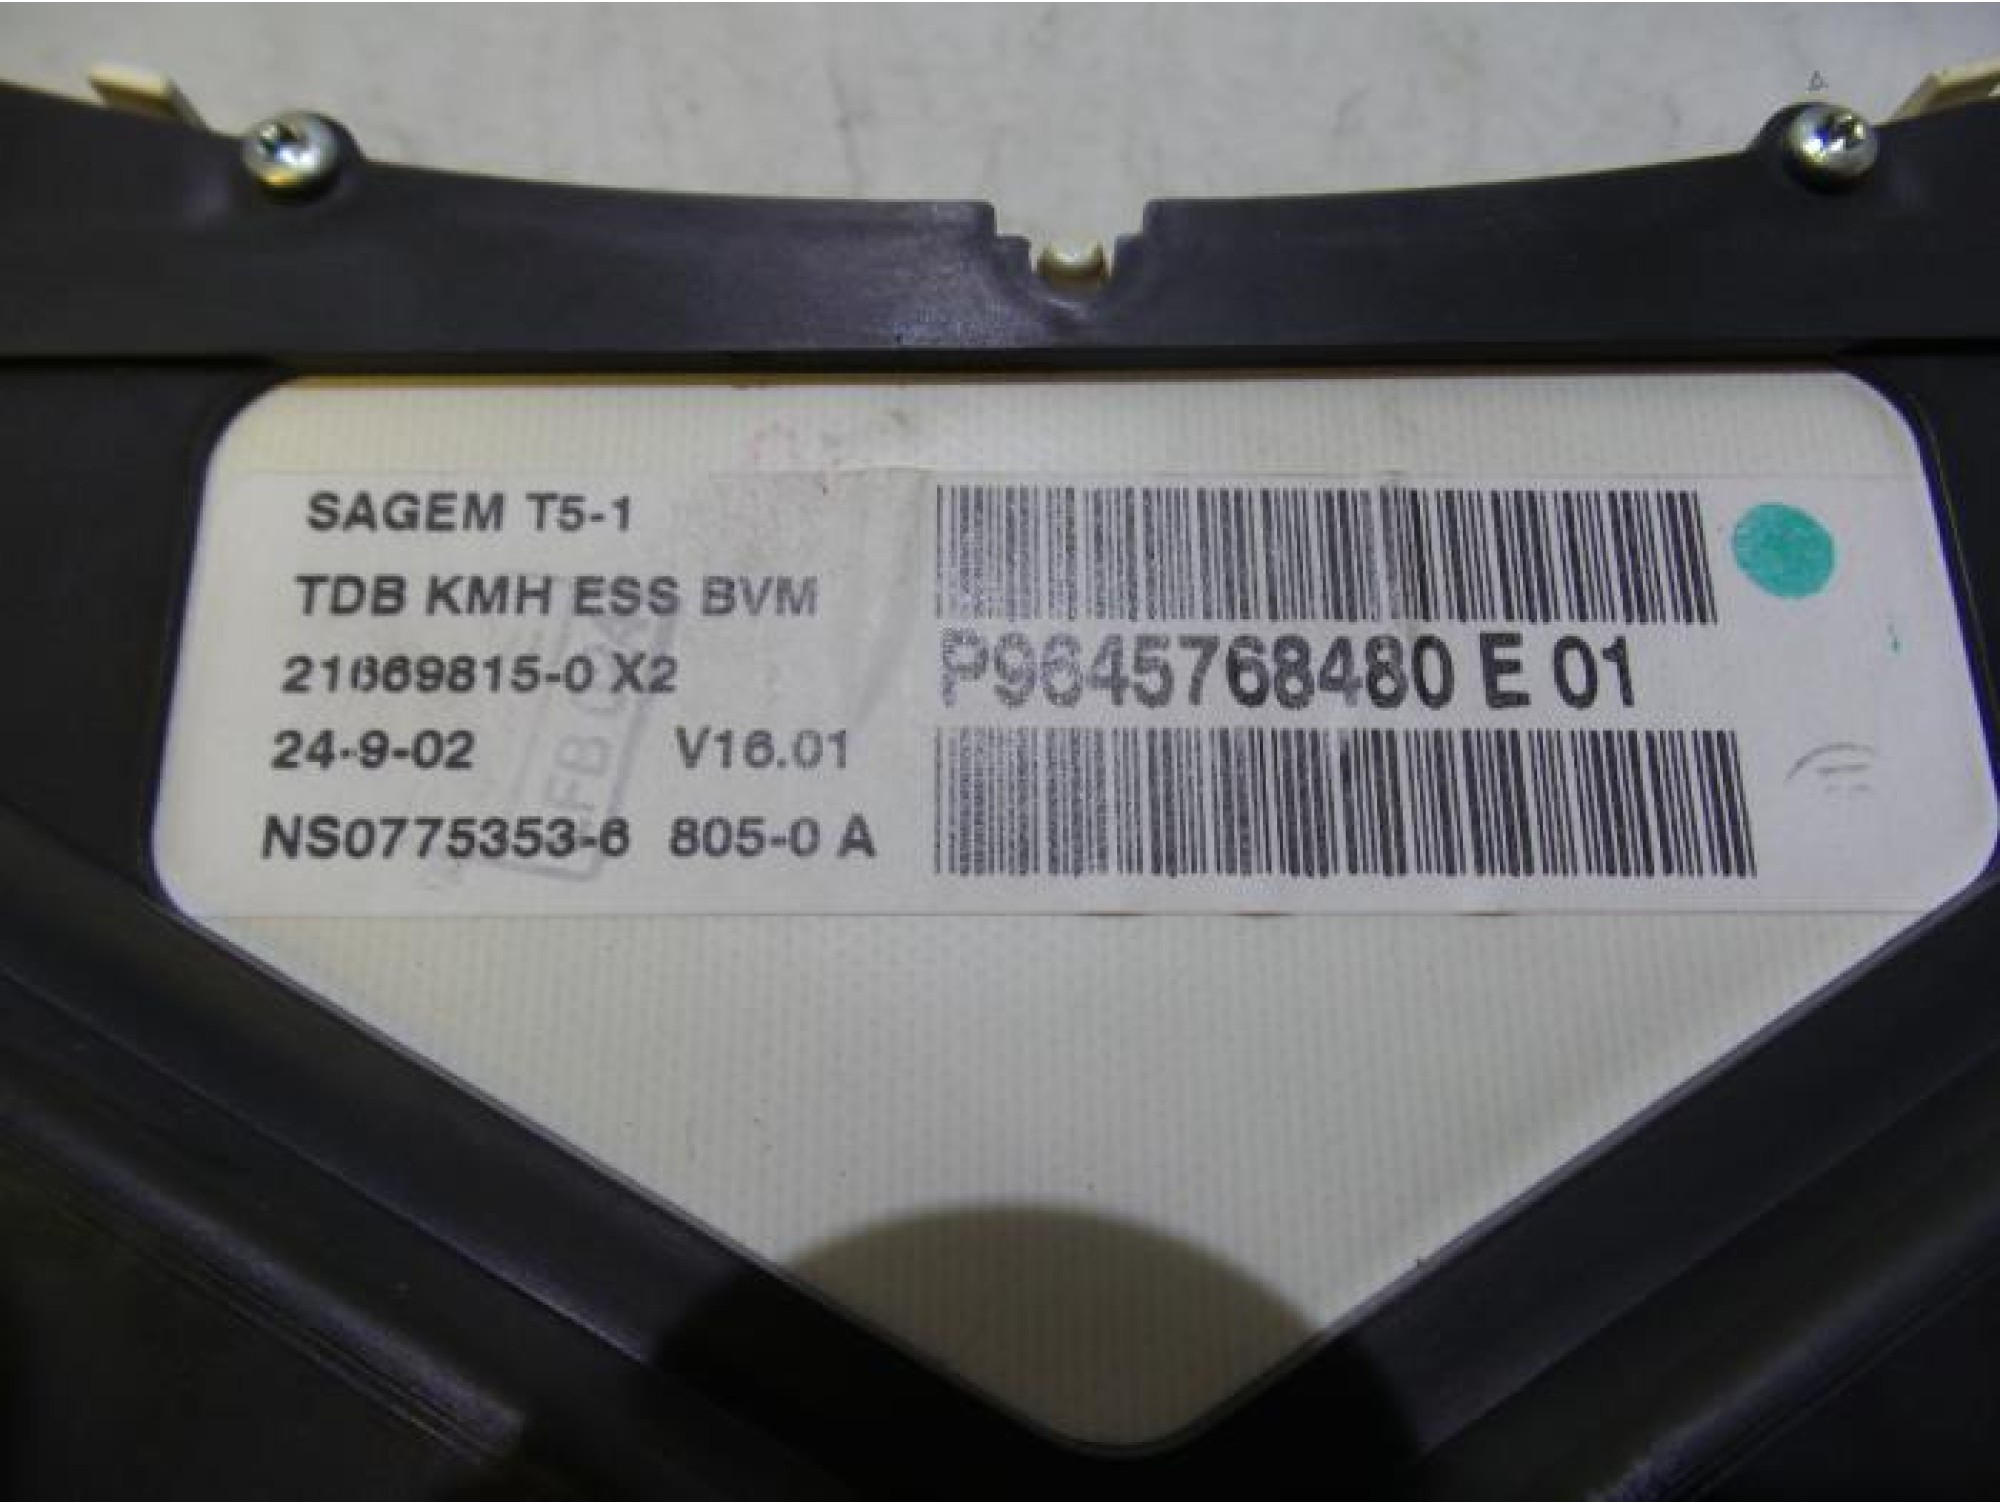 SAGEM T5-1
TDB KMH ESS BVM
21669815-0 X2
24-9-02 V16.01
NS0775353-6 805-0 A
P9645768480 E 01